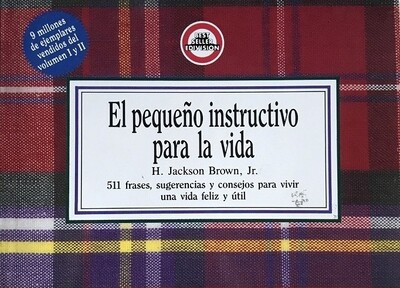 9 millones
de ejemplares
vendidos del
volumen I y II
BEST
SELLER
EDIVISION
El pequeño instructivo
para la vida
H. Jackson Brown, Jr.
511 frases, sugerencias y consejos para vivir
una vida feliz y útil